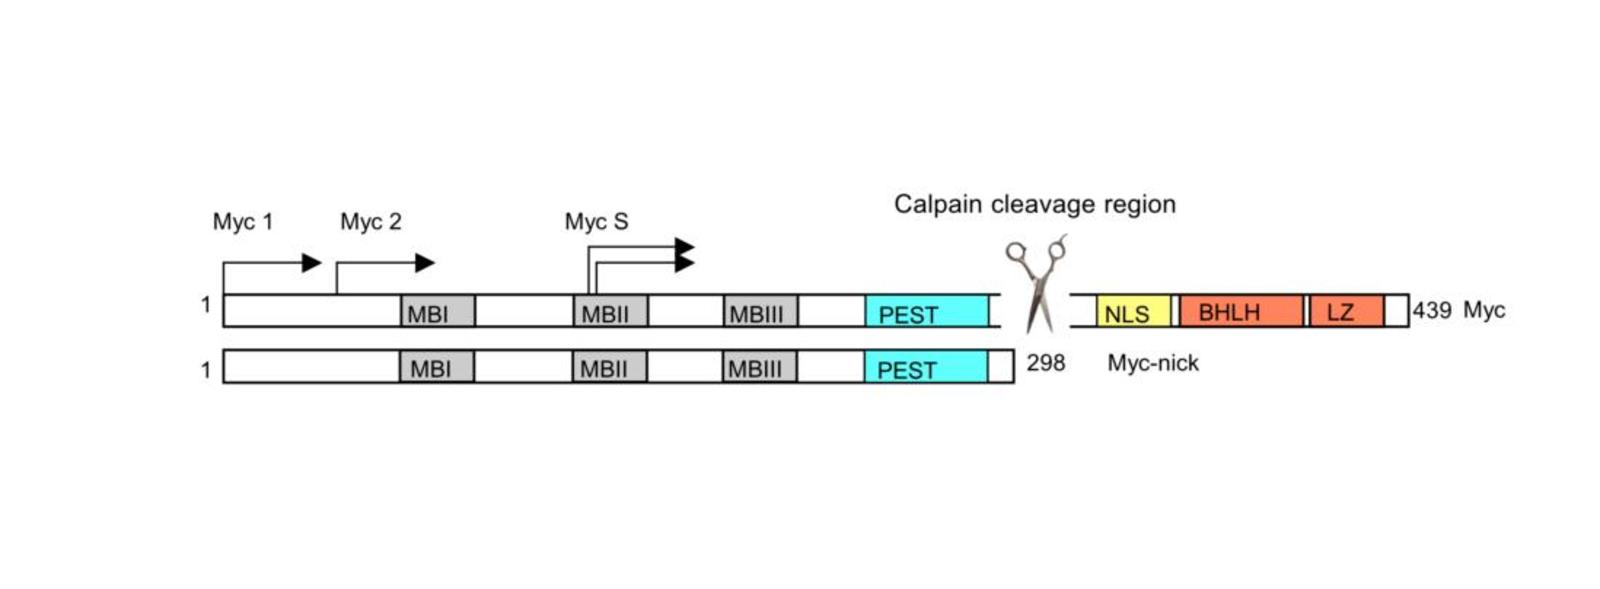 Calpain cleavage region
Myc 1 Myc 2 Myc S
1 MBI MBII MBIII PEST NLS BHLH LZ 439 Myc
1 MBI MBII MBIII PEST 298 Myc-nick